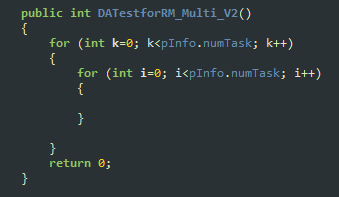 public int DATestforRM_Multi_V2()
{
    for (int k=0; k<pInfo.numTask; k++)
    {
        for (int i=0; i<pInfo.numTask; i++)
        {

        }

    }
    return 0;
}